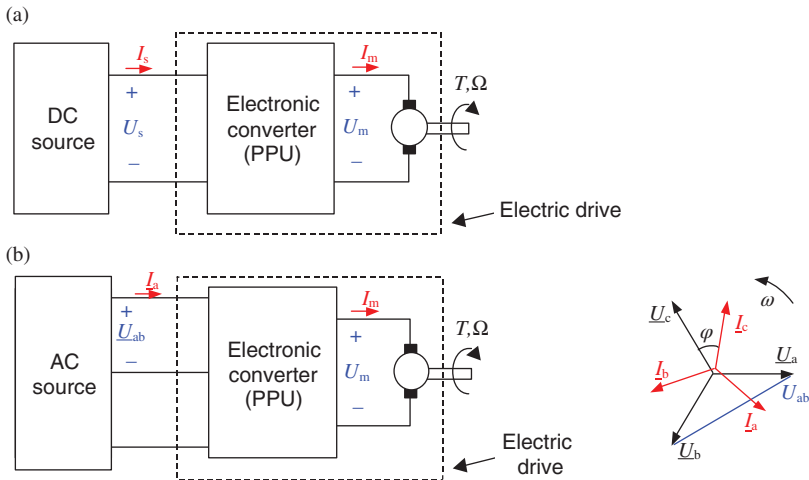 (a)
I_s
I_m
T,Ω
DC
source
+
U_s
–
Electronic
converter
(PPU)
+
U_m
–
Electric drive
(b)
I_a
I_m
T,Ω
AC
source
+
U_ab
–
Electronic
converter
(PPU)
+
U_m
–
Electric
drive
ω
U_c
φ
I_c
U_a
I_b
U_ab
I_a
U_b